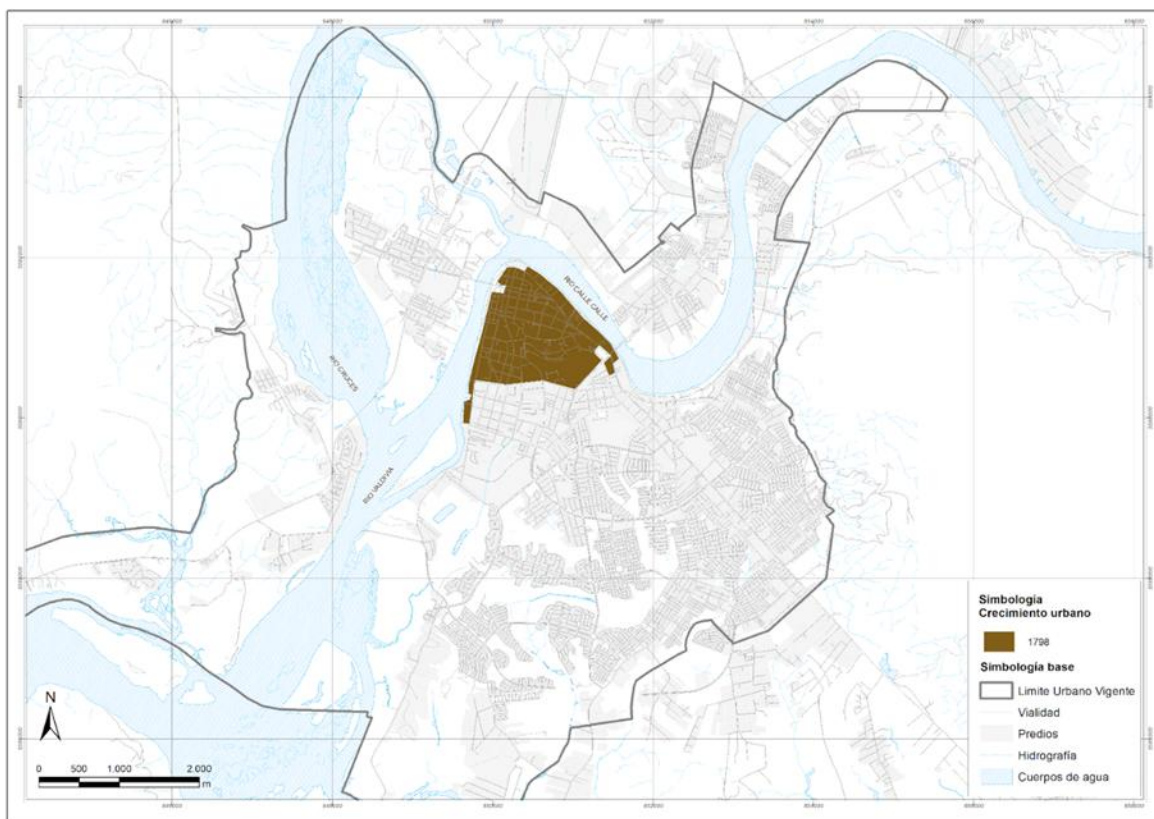 RIO CALLE CALLE
RIO CRUCES
RIO VALDIVIA
Simbología
Crecimiento urbano
1798
Simbología base
Limite Urbano Vigente
Vialidad
Predios
Hidrografía
Cuerpos de agua
N
0 500 1.000 2.000
m